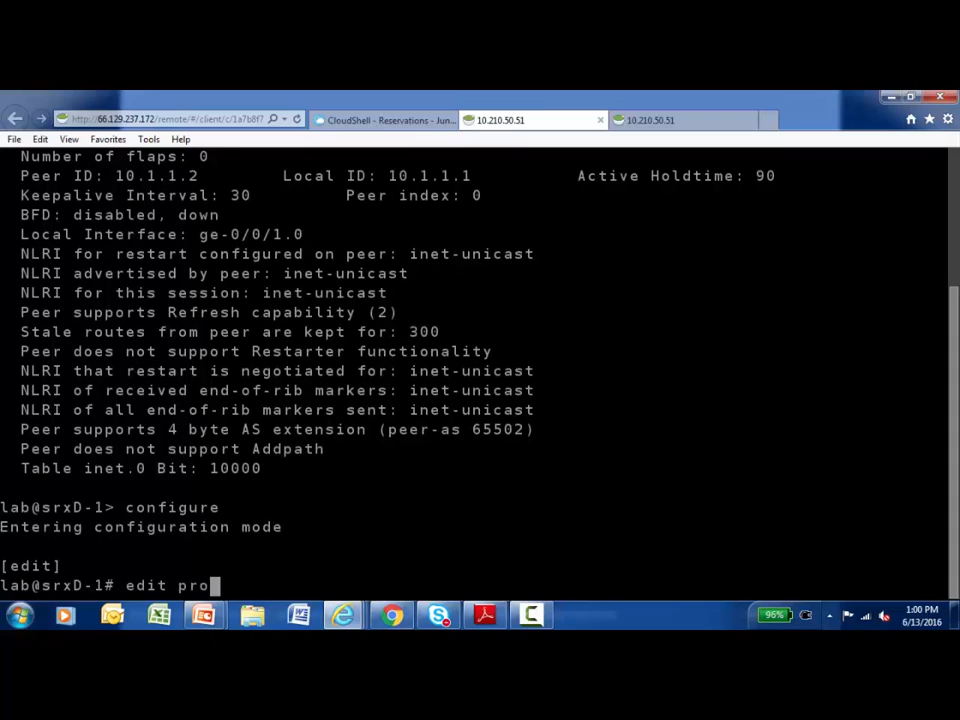 http://66.129.237.172/remote/#/client/c/1a7b8f7
CloudShell - Reservations - Jun...
10.210.50.51
10.210.50.51
File Edit View Favorites Tools Help
Number of flaps: 0
Peer ID: 10.1.1.2 Local ID: 10.1.1.1 Active Holdtime: 90
Keepalive Interval: 30 Peer index: 0
BFD: disabled, down
Local Interface: ge-0/0/1.0
NLRI for restart configured on peer: inet-unicast
NLRI advertised by peer: inet-unicast
NLRI for this session: inet-unicast
Peer supports Refresh capability (2)
Stale routes from peer are kept for: 300
Peer does not support Restarter functionality
NLRI that restart is negotiated for: inet-unicast
NLRI of received end-of-rib markers: inet-unicast
NLRI of all end-of-rib markers sent: inet-unicast
Peer supports 4 byte AS extension (peer-as 65502)
Peer does not support Addpath
Table inet.0 Bit: 10000
lab@srxD-1> configure
Entering configuration mode
[edit]
lab@srxD-1# edit pro
96%
1:00 PM
6/13/2016